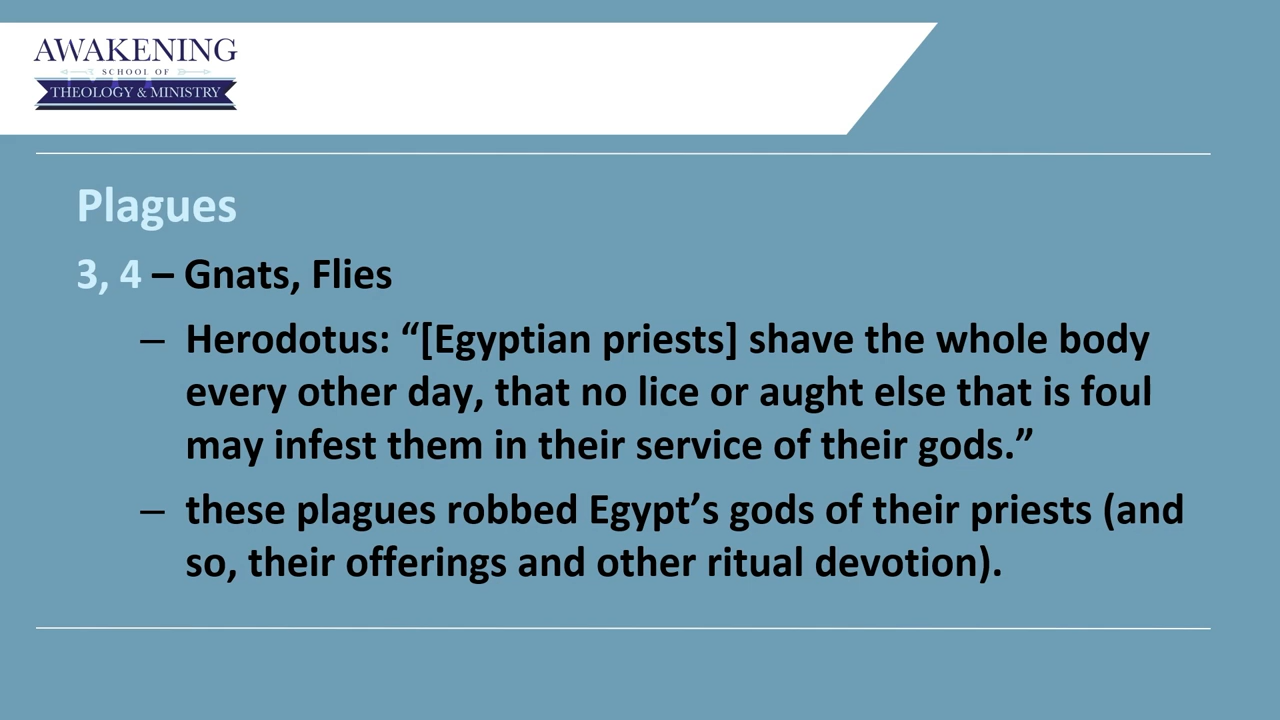 AWAKENING
SCHOOL OF
THEOLOGY & MINISTRY
Plagues
3, 4 – Gnats, Flies
– Herodotus: “[Egyptian priests] shave the whole body
every other day, that no lice or aught else that is foul
may infest them in their service of their gods.”
– these plagues robbed Egypt’s gods of their priests (and
so, their offerings and other ritual devotion).